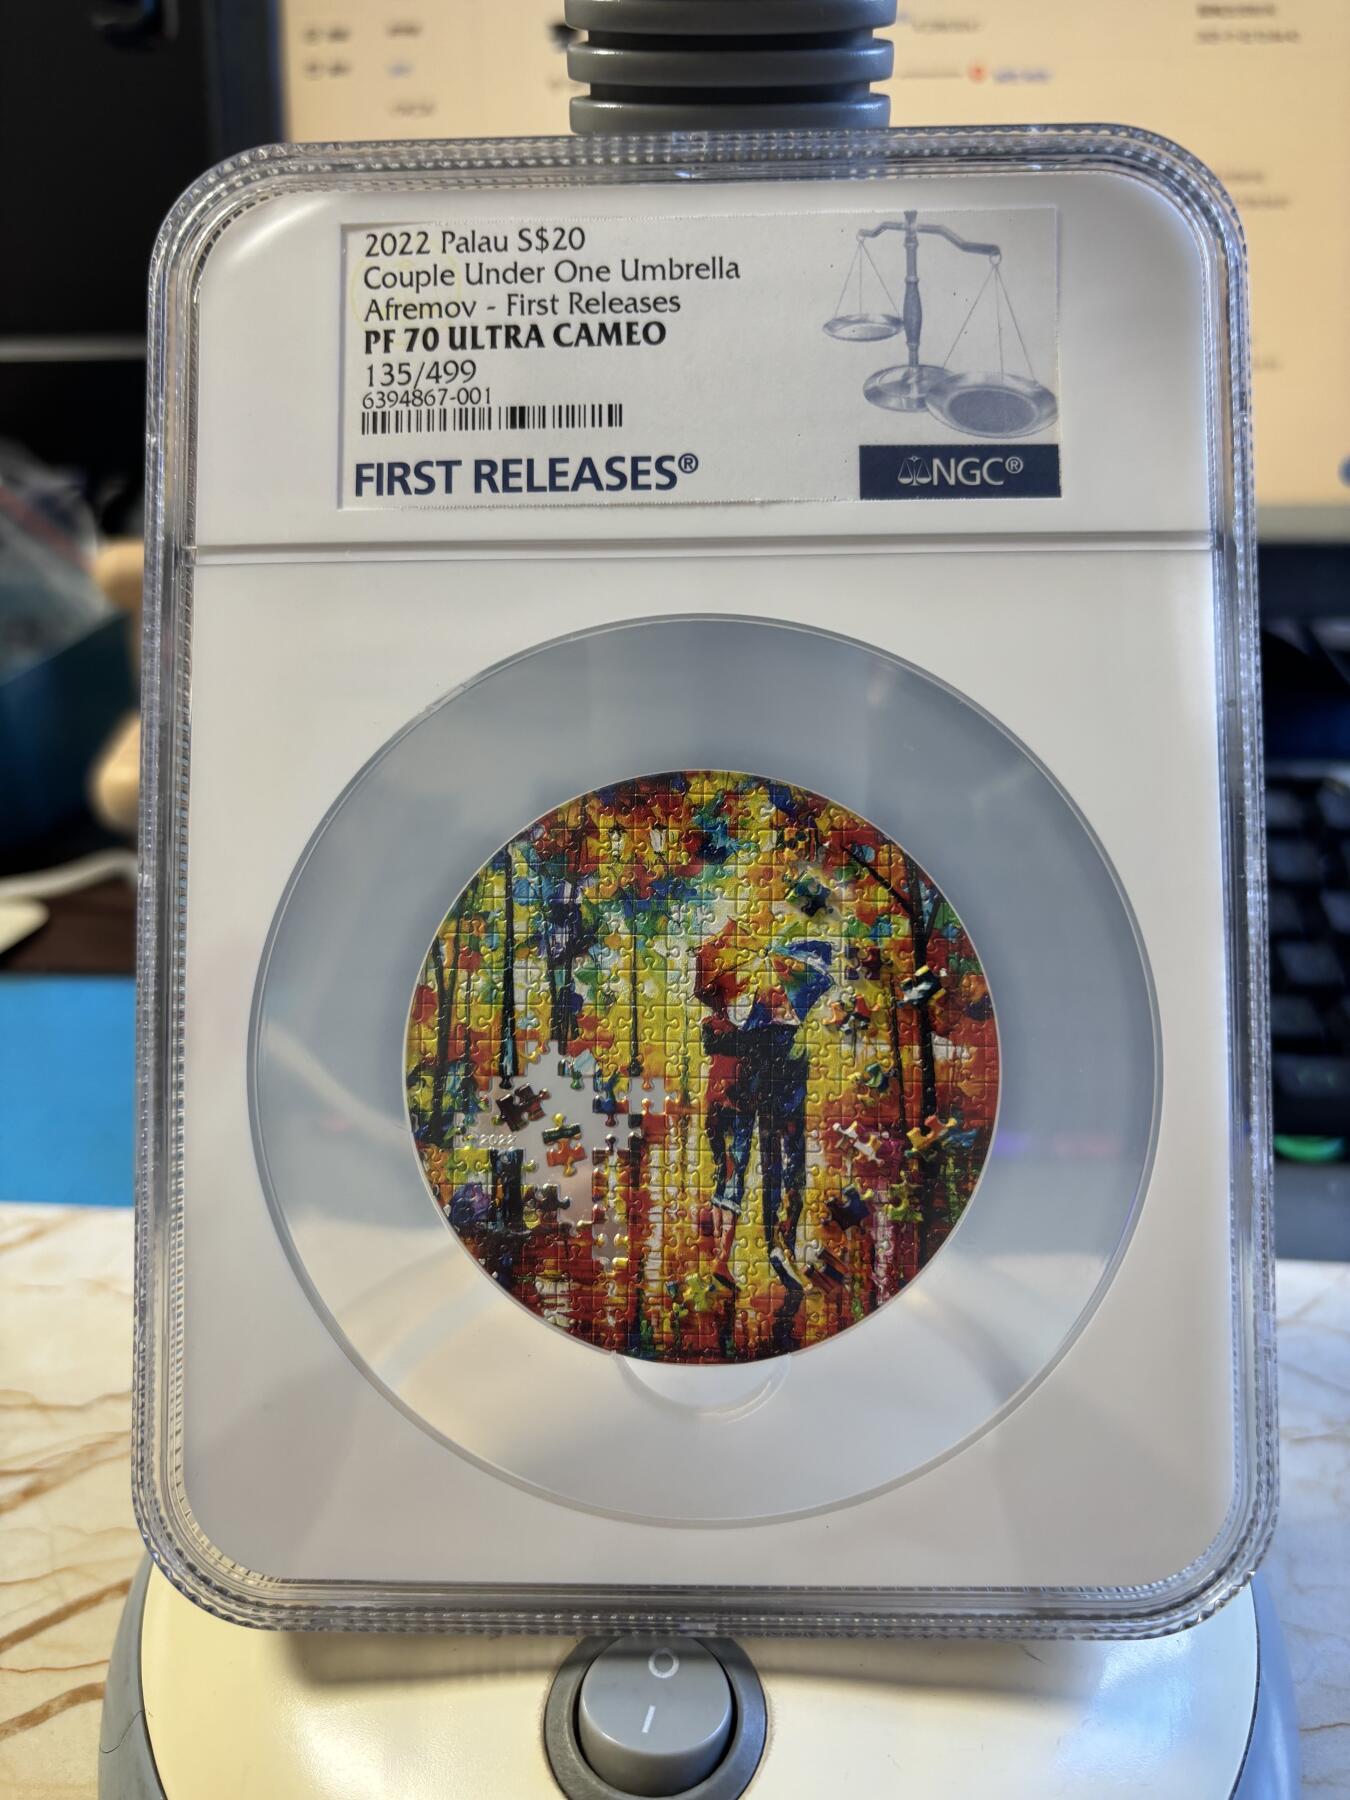 2022 Palau S$20
Couple Under One Umbrella
Afremov - First Releases
PF 70 ULTRA CAMEO
135/499
6394867-001
FIRST RELEASES®
NGC®
2022